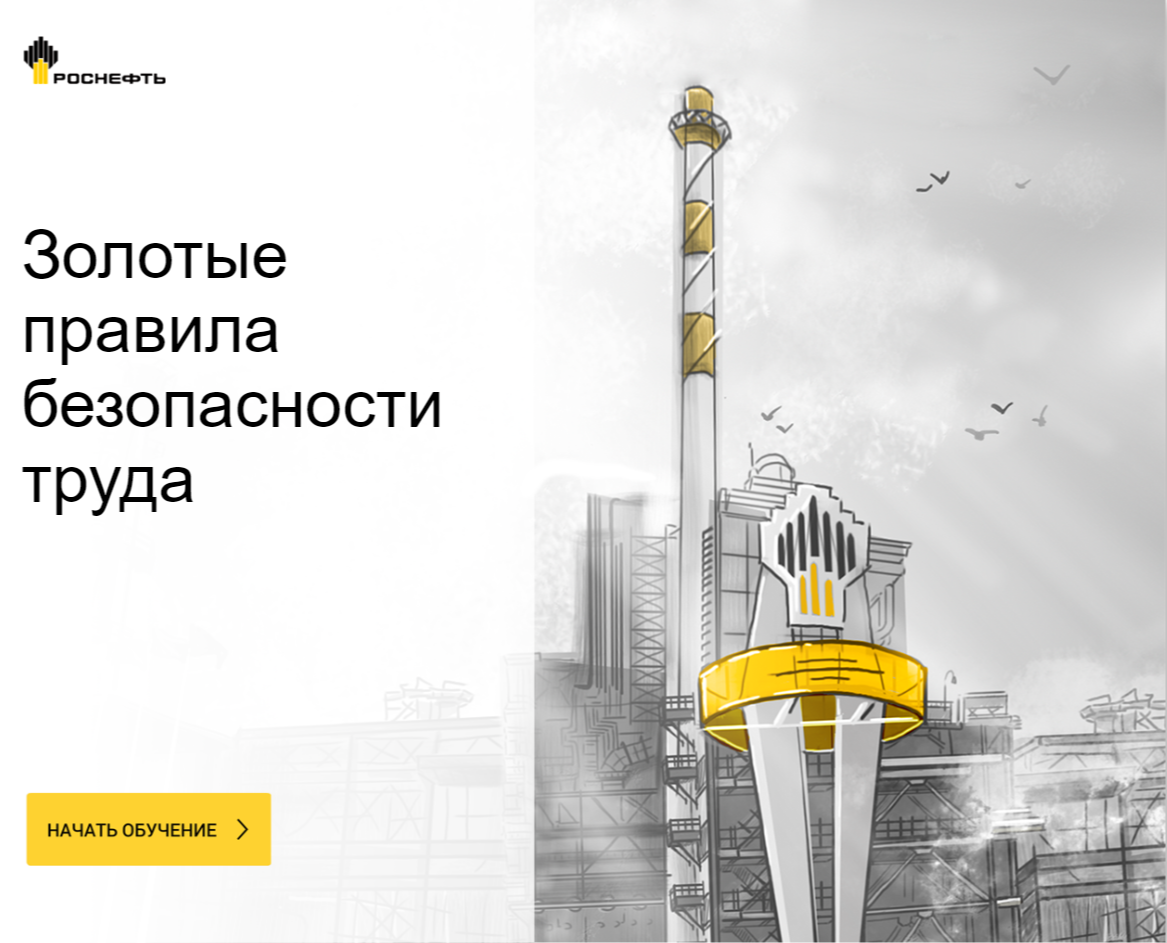 РОСНЕФТЬ
Золотые
правила
безопасности
труда
НАЧАТЬ ОБУЧЕНИЕ